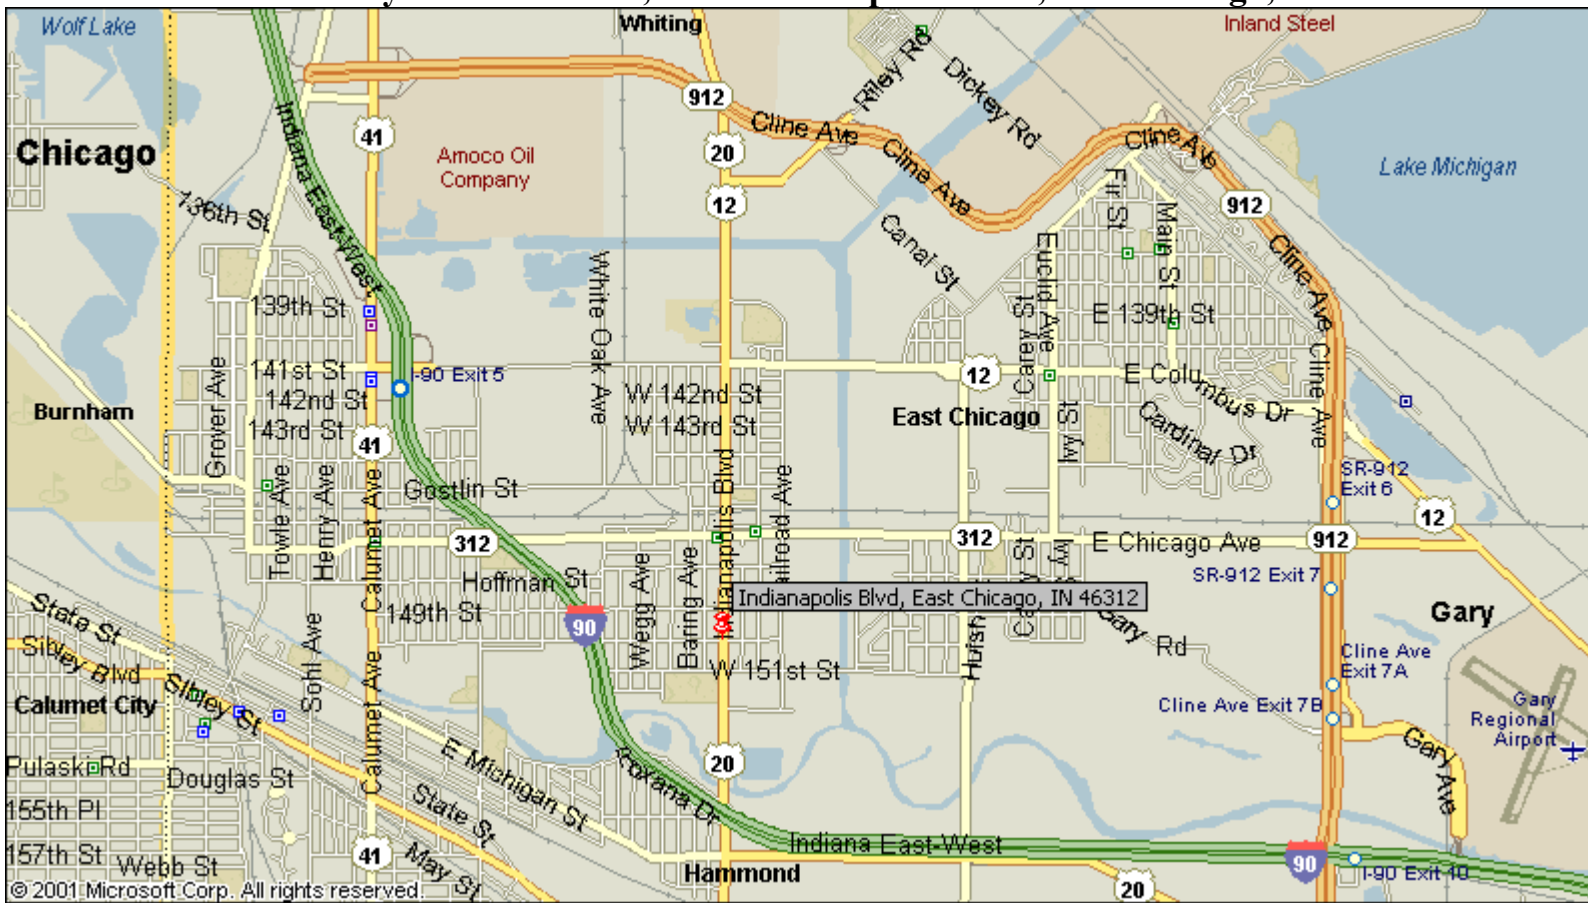 Wolf Lake
Whiting
Inland Steel
Riley Rd
Dickey Rd
912
Cline Ave
Cline Ave
Cline Ave
41
20
Chicago
Indiana East-West
Amoco Oil
Company
Lake Michigan
136th St
12
Fir St
Main St
912
Canal St
Euclid Ave
Cline Ave
White Oak Ave
139th St
Carey St
E 139th St
Cline Ave
141st St
I-90 Exit 5
12
E Columbus Dr
142nd St
W 142nd St
Burnham
Grover Ave
143rd St
W 143rd St
East Chicago
Ivy St
Cardinal Dr
41
Indianapolis Blvd
SR-912
Exit 6
Towle Ave
Henry Ave
Calumet Ave
Gostlin St
12
312
312
E Chicago Ave
912
Hoffman St
Wegg Ave
Baring Ave
Indianapolis Blvd
SR-912 Exit 7
Indianapolis Blvd, East Chicago, IN 46312
State St
149th St
90
Gary Rd
Gary
Sibley Blvd
Sohl Ave
Calumet Ave
W 151st St
Cline Ave
Exit 7A
Calumet City
Sibley St
Cline Ave Exit 7B
Gary
Regional
Airport
E Michigan St
Gary Ave
Pulaski Rd
Douglas St
20
Roxana Dr
155th Pl
State St
157th St
Webb St
41
May St
Indiana East-West
90
Hammond
20
I-90 Exit 10
© 2001 Microsoft Corp. All rights reserved.